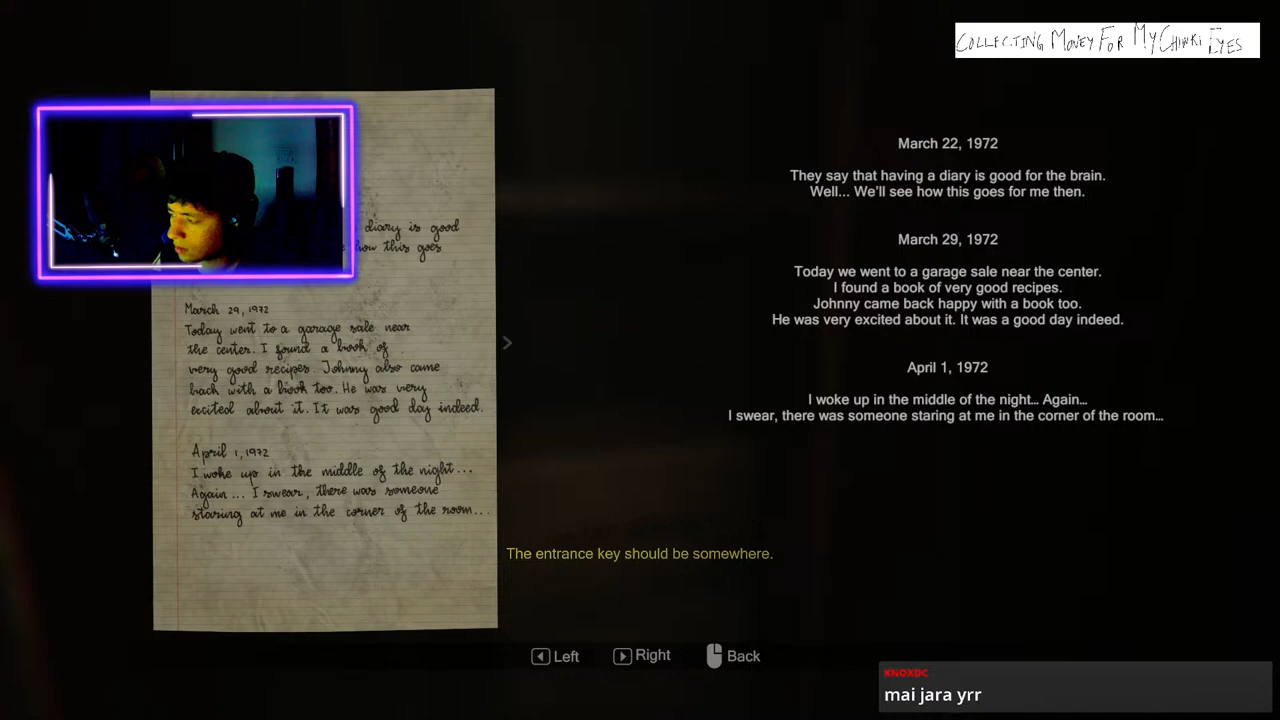 COLLECTING MONEY FOR MY CHINKI EYES
March 22, 1972
They say that having a diary is good for the brain.
Well... We'll see how this goes for me then.
March 29, 1972
Today we went to a garage sale near the center.
I found a book of very good recipes.
Johnny came back happy with a book too.
He was very excited about it. It was a good day indeed.
April 1, 1972
I woke up in the middle of the night... Again...
I swear, there was someone staring at me in the corner of the room...
diary is good
how this goes
March 29, 1972
Today went to a garage sale near
the center. I found a book of
very good recipes. Johnny also came
back with a book too. He was very
excited about it. It was good day indeed.
April 1, 1972
I woke up in the middle of the night...
Again... I swear, there was someone
staring at me in the corner of the room...
The entrance key should be somewhere.
Left Right Back
KNOXDC
mai jara yrr